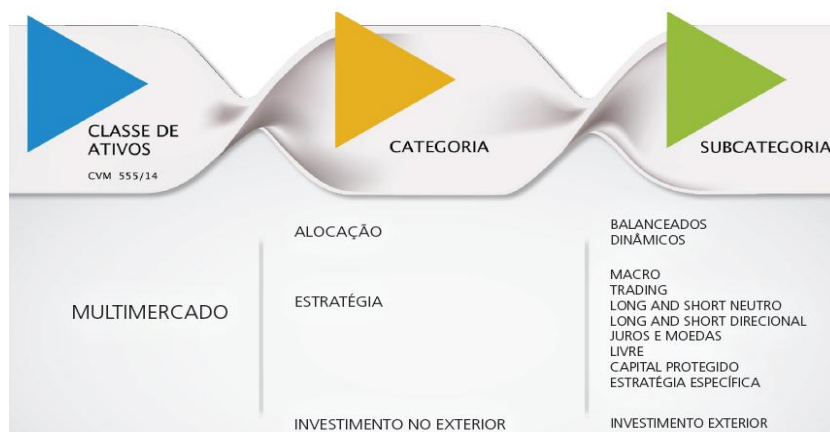 CLASSE DE
ATIVOS
CVM 555/14
CATEGORIA
SUBCATEGORIA
MULTIMERCADO
ALOCAÇÃO
BALANCEADOS
DINÂMICOS
ESTRATÉGIA
MACRO
TRADING
LONG AND SHORT NEUTRO
LONG AND SHORT DIRECIONAL
JUROS E MOEDAS
LIVRE
CAPITAL PROTEGIDO
ESTRATÉGIA ESPECÍFICA
INVESTIMENTO NO EXTERIOR
INVESTIMENTO EXTERIOR